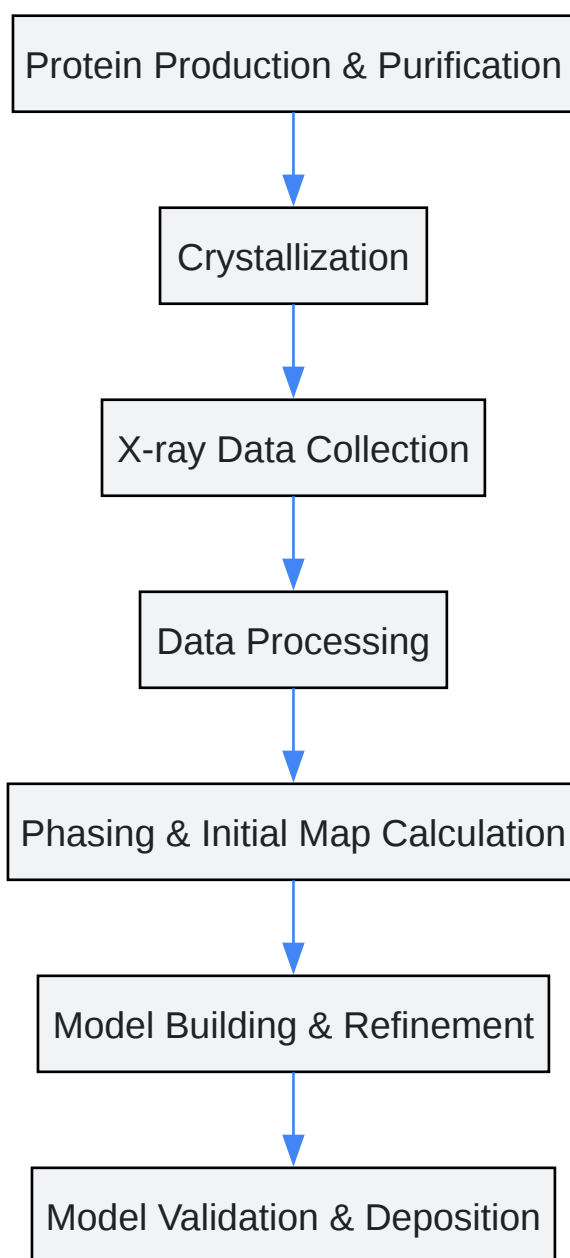 Protein Production & Purification
Crystallization
X-ray Data Collection
Data Processing
Phasing & Initial Map Calculation
Model Building & Refinement
Model Validation & Deposition